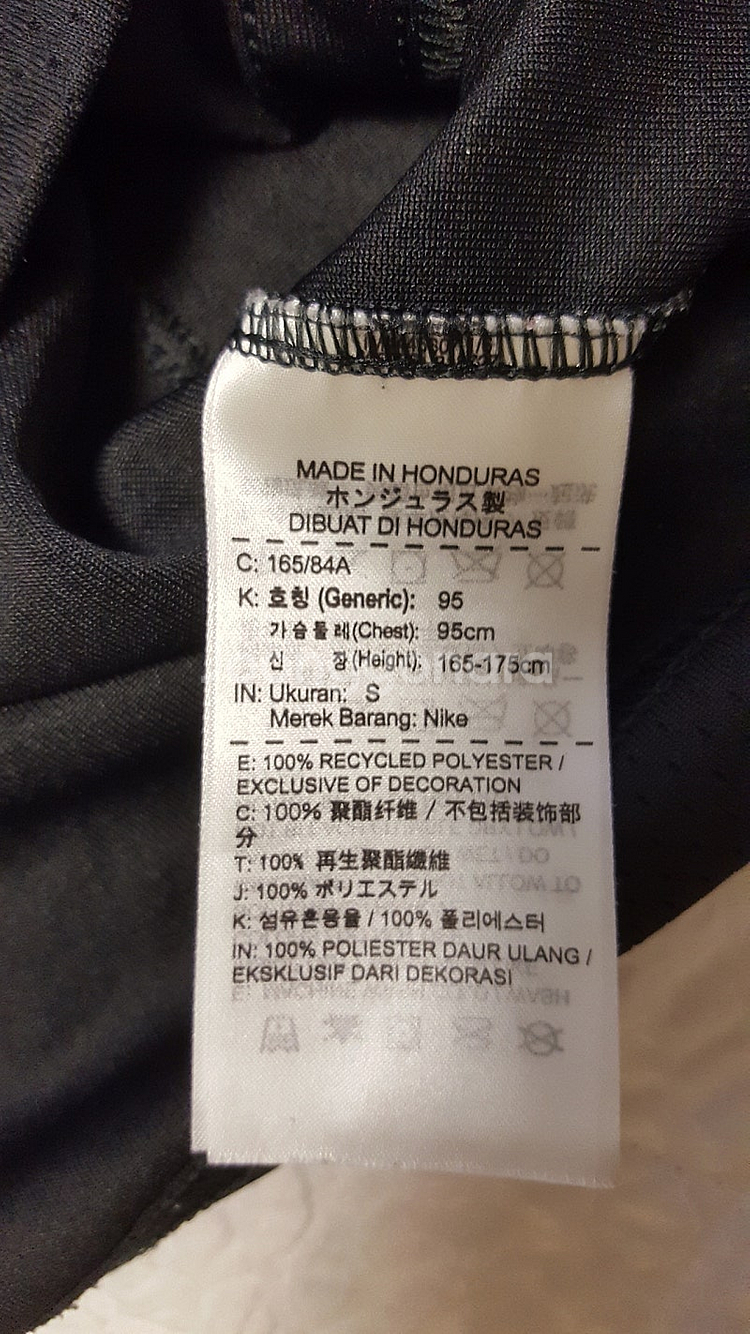 MADE IN HONDURAS
ホンジュラス製
DIBUAT DI HONDURAS
C: 165/84A
K: 호칭 (Generic): 95
가슴둘레(Chest): 95cm
신 장(Height): 165-175cm
IN: Ukuran: S
Merek Barang: Nike
E: 100% RECYCLED POLYESTER /
EXCLUSIVE OF DECORATION
C: 100% 聚酯纤维 / 不包括装饰部
分
T: 100% 再生聚酯纖維
J: 100% ポリエステル
K: 섬유혼용율 / 100% 폴리에스터
IN: 100% POLIESTER DAUR ULANG /
EKSKLUSIF DARI DEKORASI